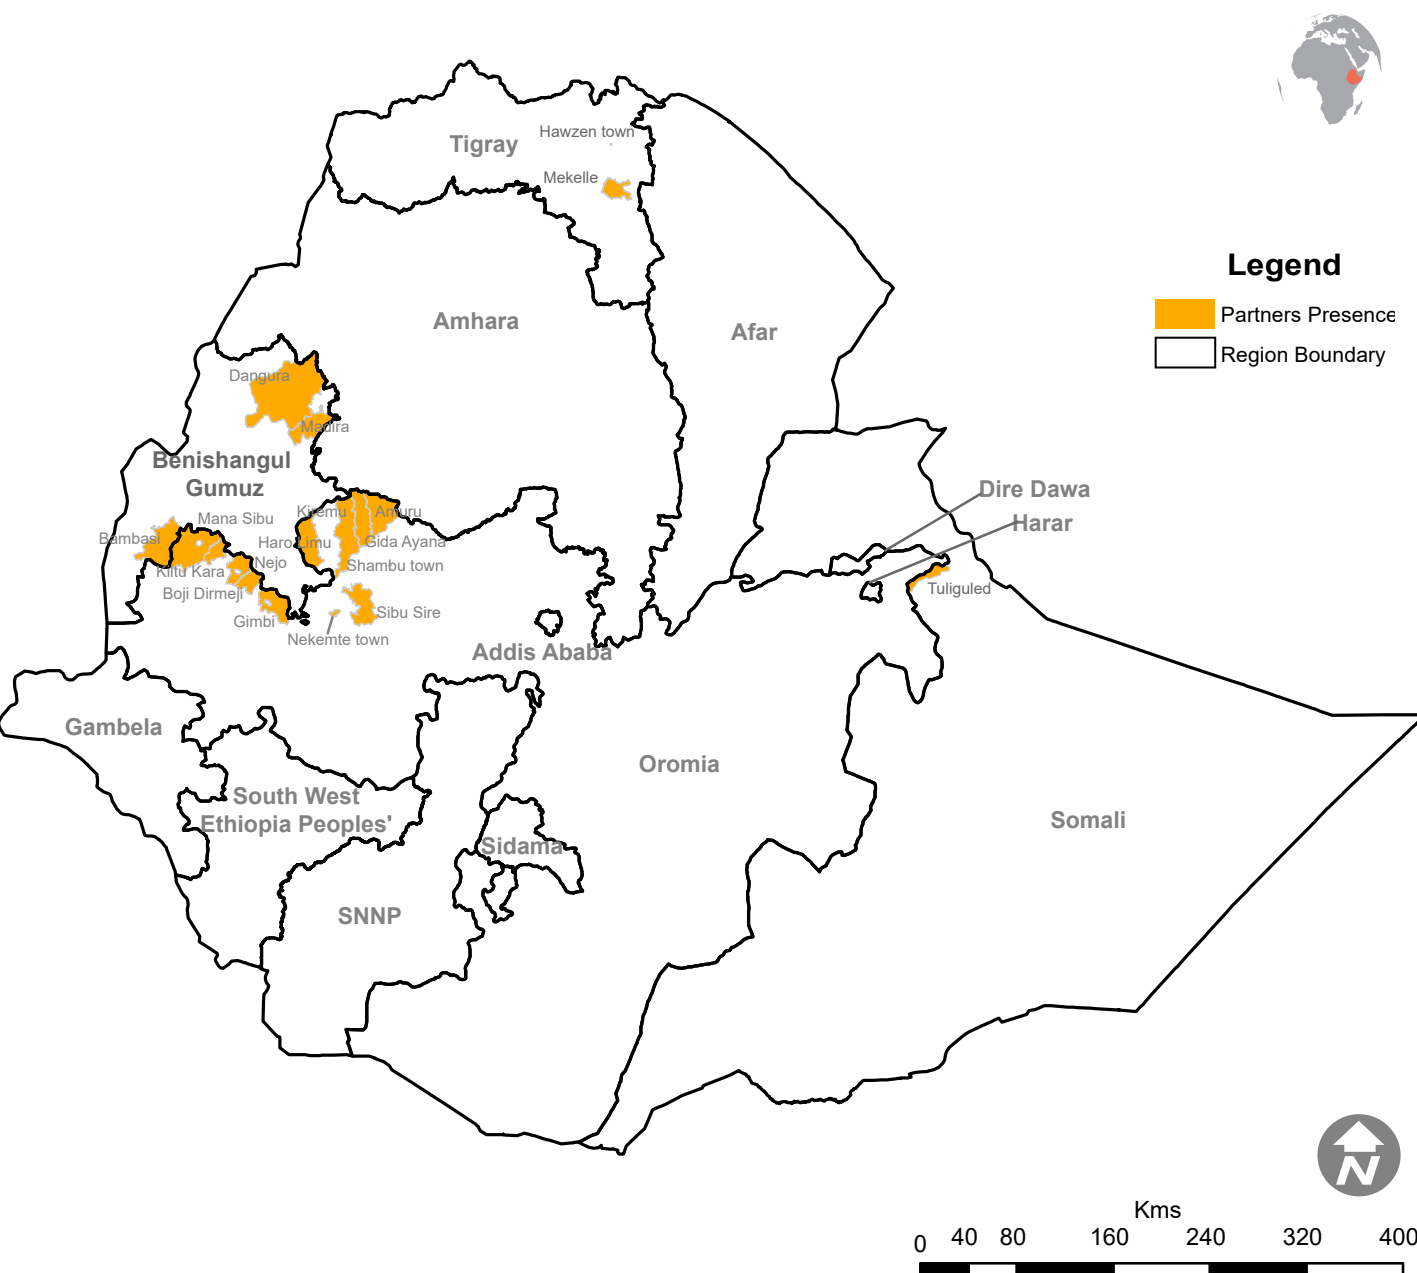 Hawzen town
Tigray
Mekelle
Legend
Partners Presence
Region Boundary
Amhara
Afar
Dangura
Madira
Benishangul
Gumuz
Dire Dawa
Harar
Kiremu
Amuru
Mana Sibu
Bambasi
Haro Limu
Gida Ayana
Nejo
Shambu town
Kiltu Kara
Boji Dirmeji
Tuliguled
Gimbi
Sibu Sire
Nekemte town
Addis Ababa
Gambela
Oromia
South West
Ethiopia Peoples'
Somali
Sidama
SNNP
N
Kms
0 40 80 160 240 320 400